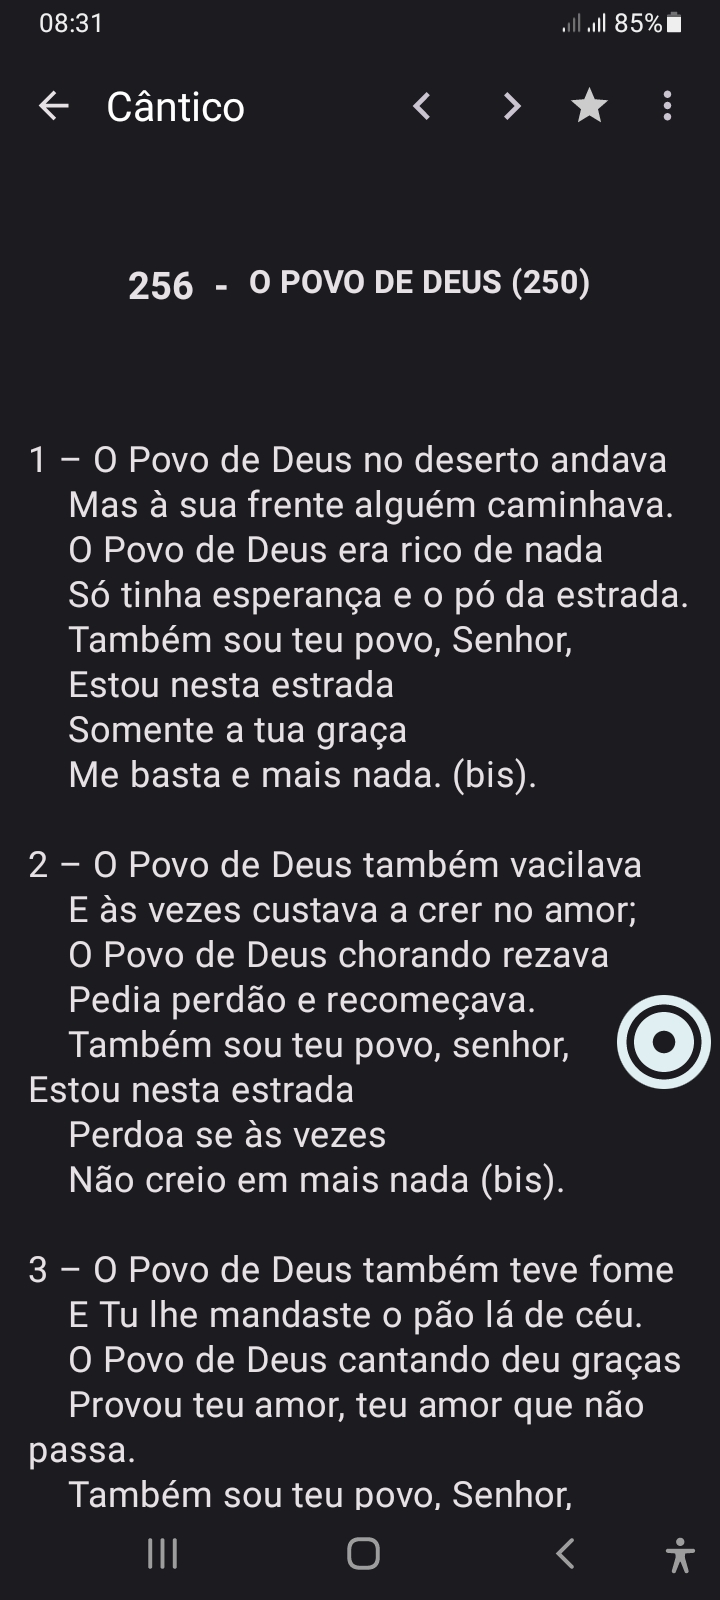 08:31 85%
Cântico
256 - O POVO DE DEUS (250)
1 – O Povo de Deus no deserto andava
Mas à sua frente alguém caminhava.
O Povo de Deus era rico de nada
Só tinha esperança e o pó da estrada.
Também sou teu povo, Senhor,
Estou nesta estrada
Somente a tua graça
Me basta e mais nada. (bis).
2 – O Povo de Deus também vacilava
E às vezes custava a crer no amor;
O Povo de Deus chorando rezava
Pedia perdão e recomeçava.
Também sou teu povo, senhor,
Estou nesta estrada
Perdoa se às vezes
Não creio em mais nada (bis).
3 – O Povo de Deus também teve fome
E Tu lhe mandaste o pão lá de céu.
O Povo de Deus cantando deu graças
Provou teu amor, teu amor que não
passa.
Também sou teu povo, Senhor,